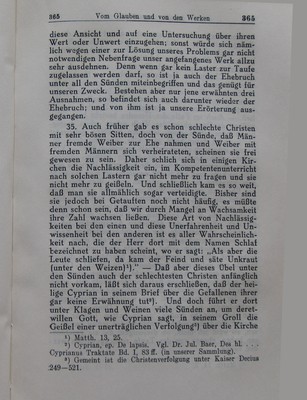 365 Vom Glauben und von den Werken 365
diese Ansicht und auf eine Untersuchung über ihren
Wert oder Unwert einzugehen; sonst würde sich näm-
lich wegen einer zur Lösung unseres Problems gar nicht
notwendigen Nebenfrage unser angefangenes Werk allzu
sehr ausdehnen. Denn wenn gar kein Laster zur Taufe
zugelassen werden darf, so ist ja auch der Ehebruch
unter all den Sünden miteinbegriffen und das genügt für
unseren Zweck. Bestehen aber nur jene erwähnten drei
Ausnahmen, so befindet sich auch darunter wieder der
Ehebruch; und von ihm ist ja unsere Erörterung aus-
gegangen.
35. Auch früher gab es schon schlechte Christen
mit sehr bösen Sitten, doch von der Sünde, daß Män-
ner fremde Weiber zur Ehe nahmen und Weiber mit
fremden Männern sich verheirateten, scheinen sie frei
gewesen zu sein. Daher schlich sich in einigen Kir-
chen die Nachlässigkeit ein, im Kompetentenunterricht
nach solchen Lastern gar nicht mehr zu fragen und sie
nicht mehr zu geißeln. Und schließlich kam es so weit,
daß man sie allmählich sogar verteidigte. Bisher sind
sie jedoch bei Getauften noch nicht häufig, es müßte
denn schon sein, daß wir durch Mangel an Wachsamkeit
ihre Zahl wachsen ließen. Diese Art von Nachlässig-
keiten bei den einen und diese Unerfahrenheit und Un-
wissenheit bei den anderen ist es aller Wahrscheinlich-
keit nach, die der Herr dort mit dem Namen Schlaf
bezeichnet zu haben scheint, wo er sagt: „Als aber die
Leute schliefen, da kam der Feind und säte Unkraut
[unter den Weizen]¹).“ — Daß aber dieses Übel unter
den Sünden auch der schlechtesten Christen anfänglich
nicht vorkam, läßt sich daraus erschließen, daß der hei-
lige Cyprian in seinem Brief über die Gefallenen ihrer
gar keine Erwähnung tut²). Und doch führt er dort
unter Klagen und Weinen viele Sünden an, um deret-
willen Gott, wie Cyprian sagt, in seinem Groll die
Geißel einer unerträglichen Verfolgung³) über die Kirche
¹) Matth. 13, 25.
²) Cyprian, ep. De lapsis. Vgl. Dr. Jul. Baer, Des hl. . . .
Cyprianus Traktate Bd. I, 83 ff. (in unserer Sammlung).
³) Gemeint ist die Christenverfolgung unter Kaiser Decius
249—521.